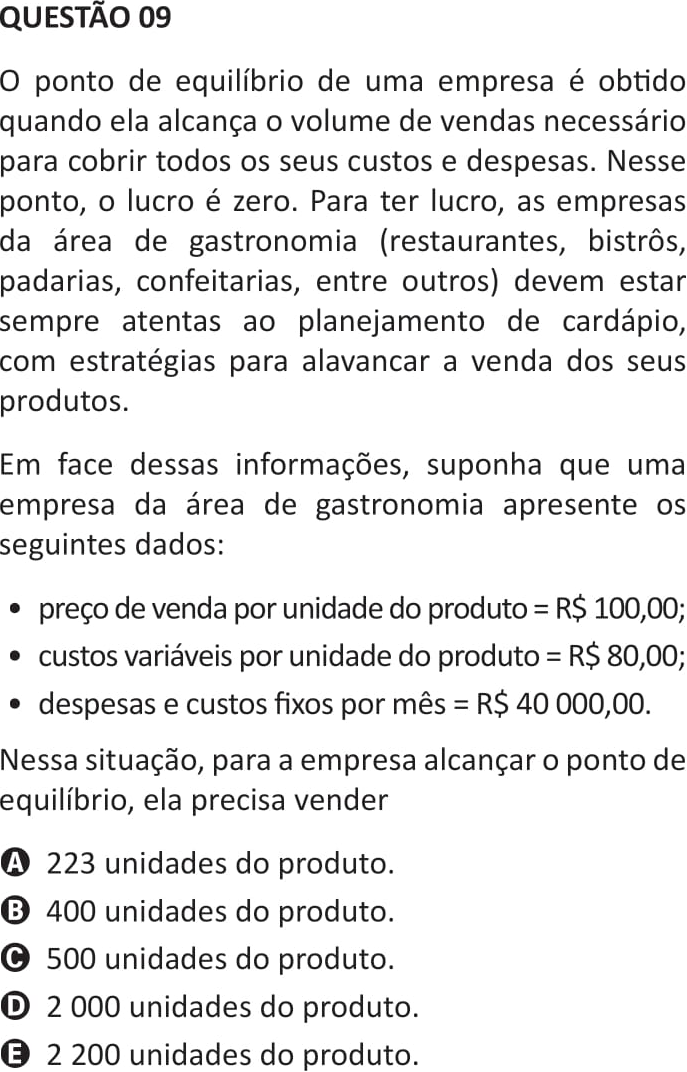 QUESTÃO 09
O ponto de equilíbrio de uma empresa é obtido
quando ela alcança o volume de vendas necessário
para cobrir todos os seus custos e despesas. Nesse
ponto, o lucro é zero. Para ter lucro, as empresas
da área de gastronomia (restaurantes, bistrôs,
padarias, confeitarias, entre outros) devem estar
sempre atentas ao planejamento de cardápio,
com estratégias para alavancar a venda dos seus
produtos.
Em face dessas informações, suponha que uma
empresa da área de gastronomia apresente os
seguintes dados:
• preço de venda por unidade do produto = R$ 100,00;
• custos variáveis por unidade do produto = R$ 80,00;
• despesas e custos fixos por mês = R$ 40 000,00.
Nessa situação, para a empresa alcançar o ponto de
equilíbrio, ela precisa vender
A 223 unidades do produto.
B 400 unidades do produto.
C 500 unidades do produto.
D 2 000 unidades do produto.
E 2 200 unidades do produto.